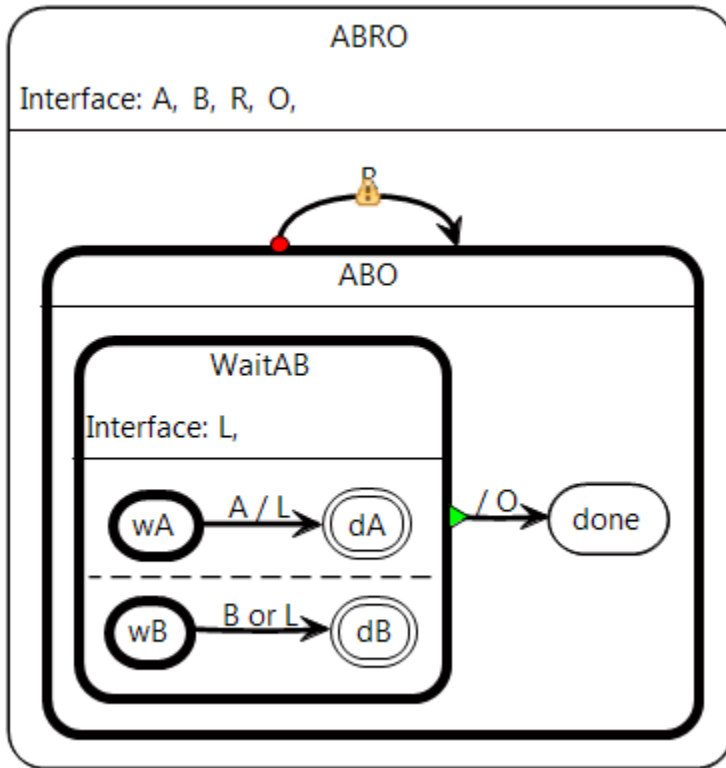 ABRO
Interface: A, B, R, O,
R
ABO
WaitAB
Interface: L,
wA
A / L
dA
/ O
done
wB
B or L
dB